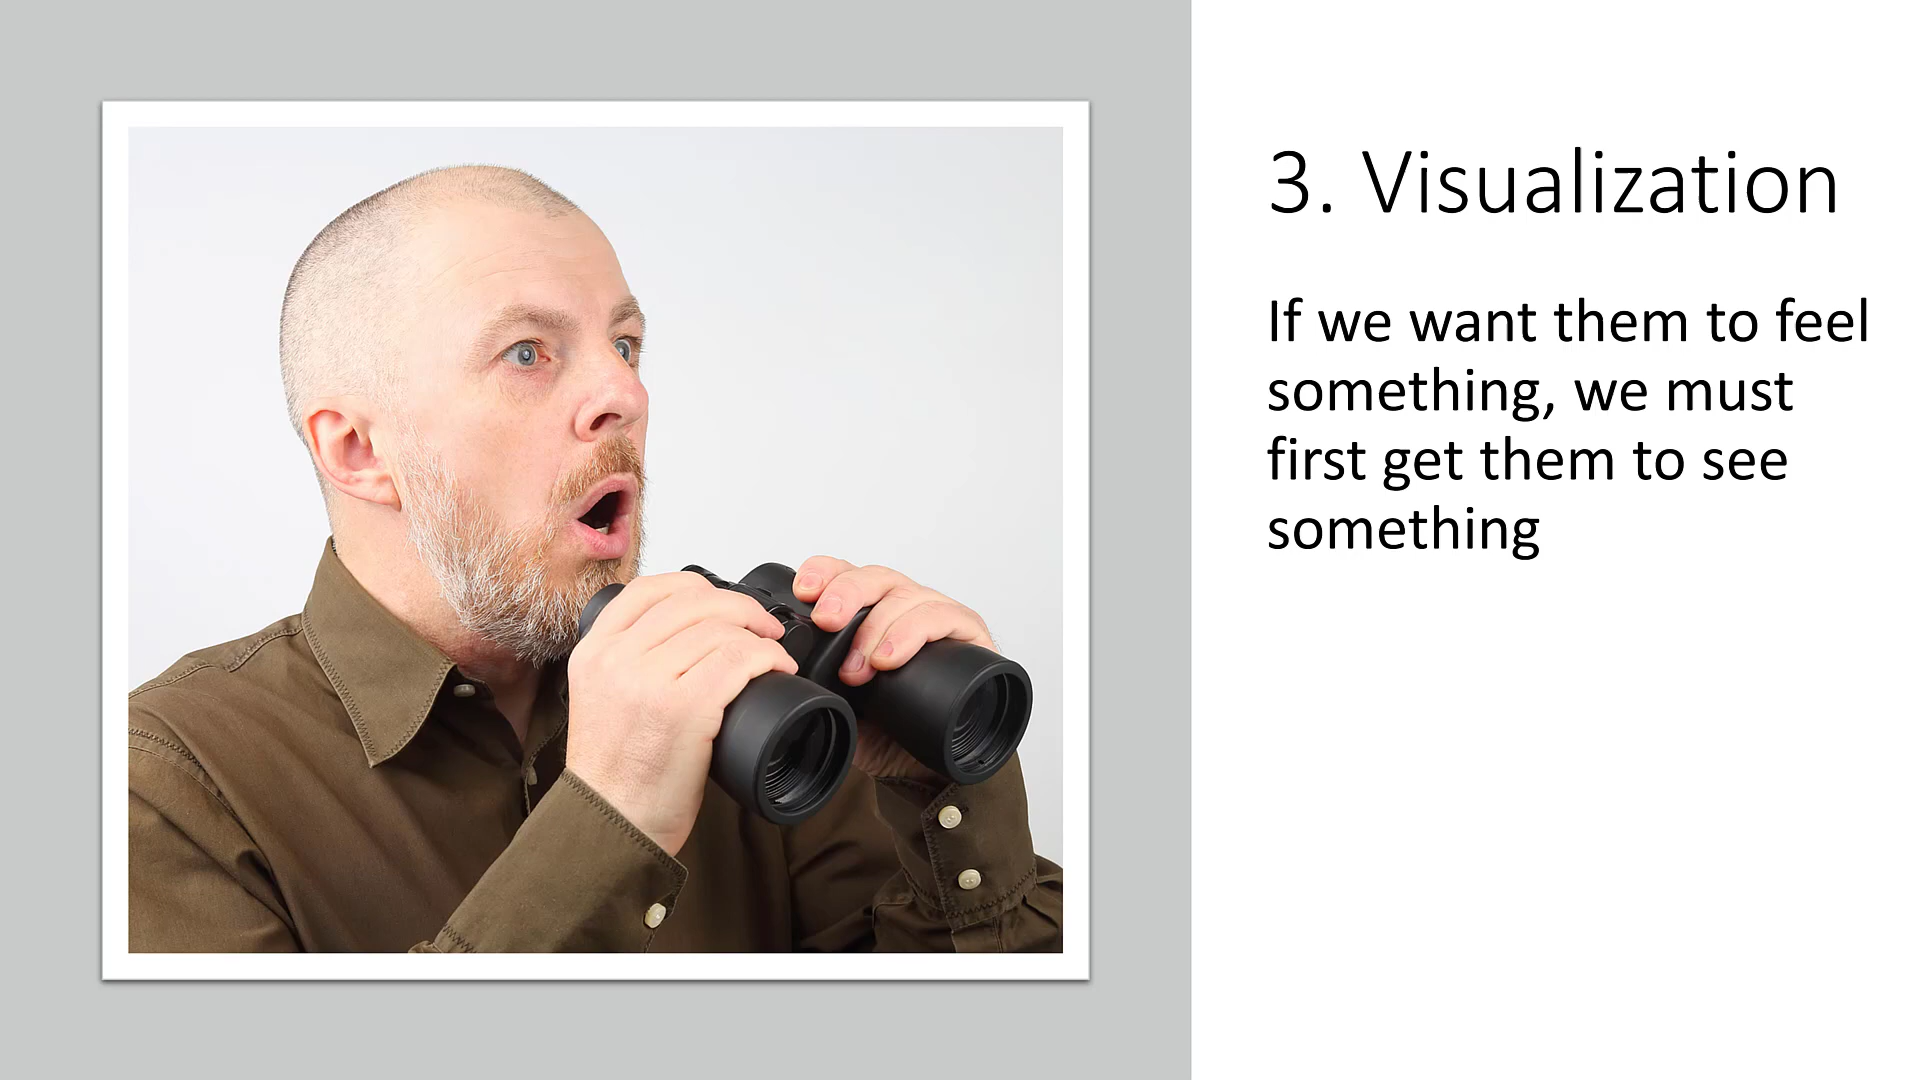 3. Visualization
If we want them to feel
something, we must
first get them to see
something